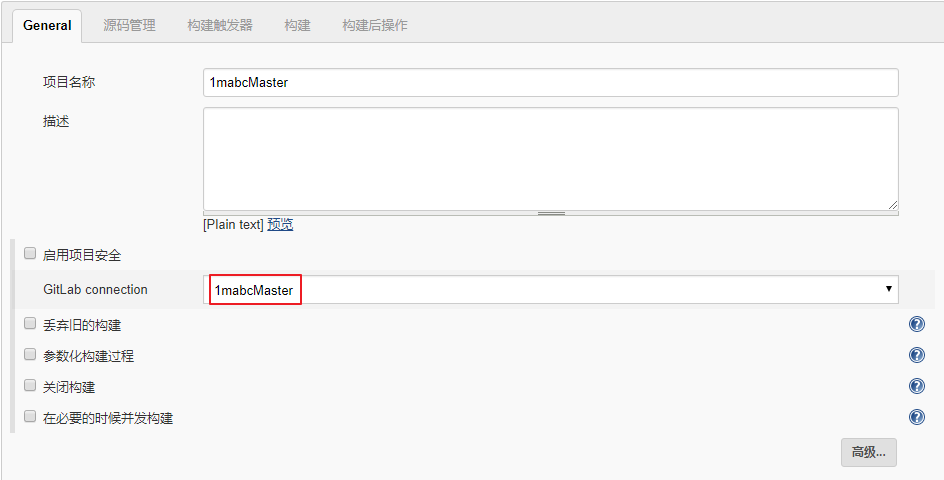 General 源码管理 构建触发器 构建 构建后操作
项目名称 1mabcMaster
描述
[Plain text] 预览
启用项目安全
GitLab connection 1mabcMaster
丢弃旧的构建
参数化构建过程
关闭构建
在必要的时候并发构建
高级...